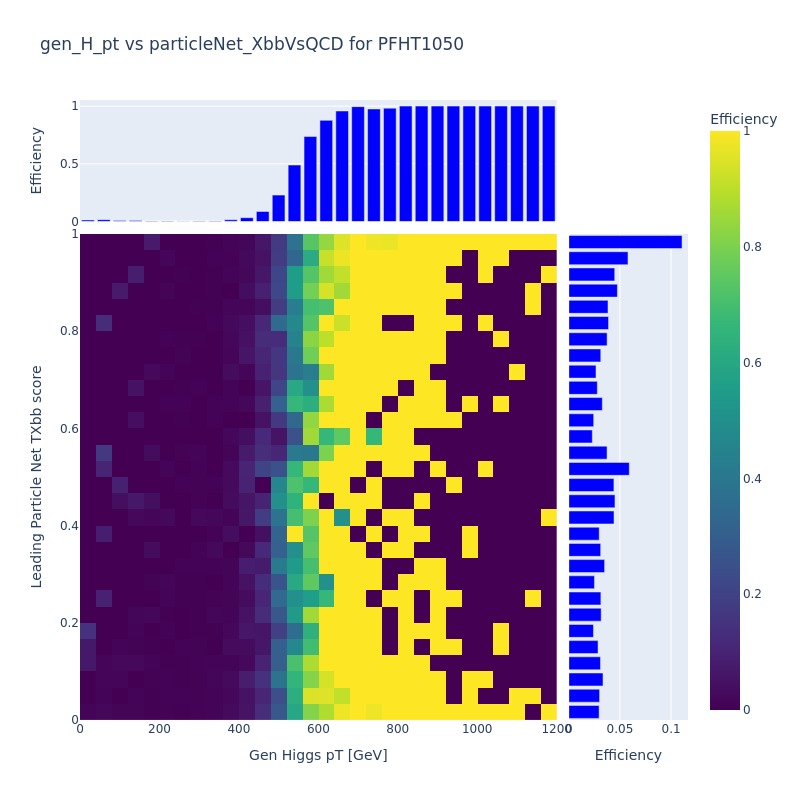 gen_H_pt vs particleNet_XbbVsQCD for PFHT1050
Efficiency
1
0.5
0
Leading Particle Net TXbb score
1
0.8
0.6
0.4
0.2
0
0 200 400 600 800 1000 1200
Gen Higgs pT [GeV]
0 0.05 0.1
Efficiency
Efficiency
1
0.8
0.6
0.4
0.2
0